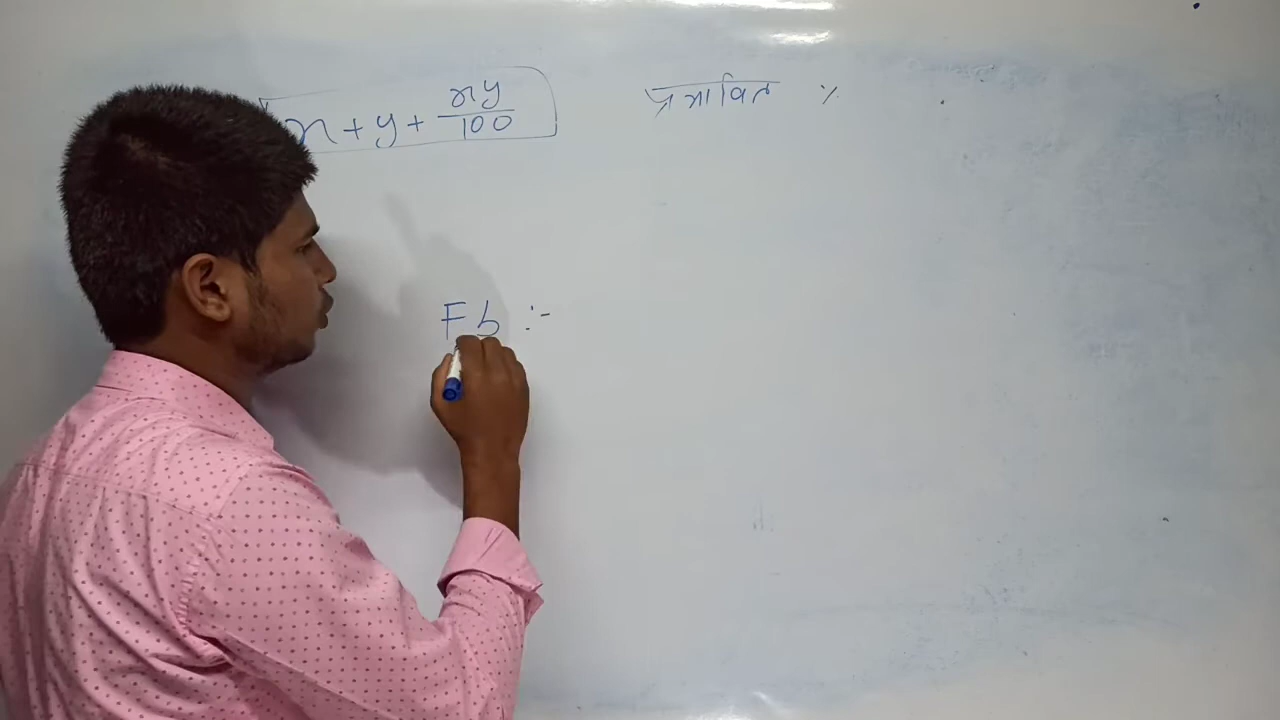 x + y + xy/100 प्रभावित %
Fb :-